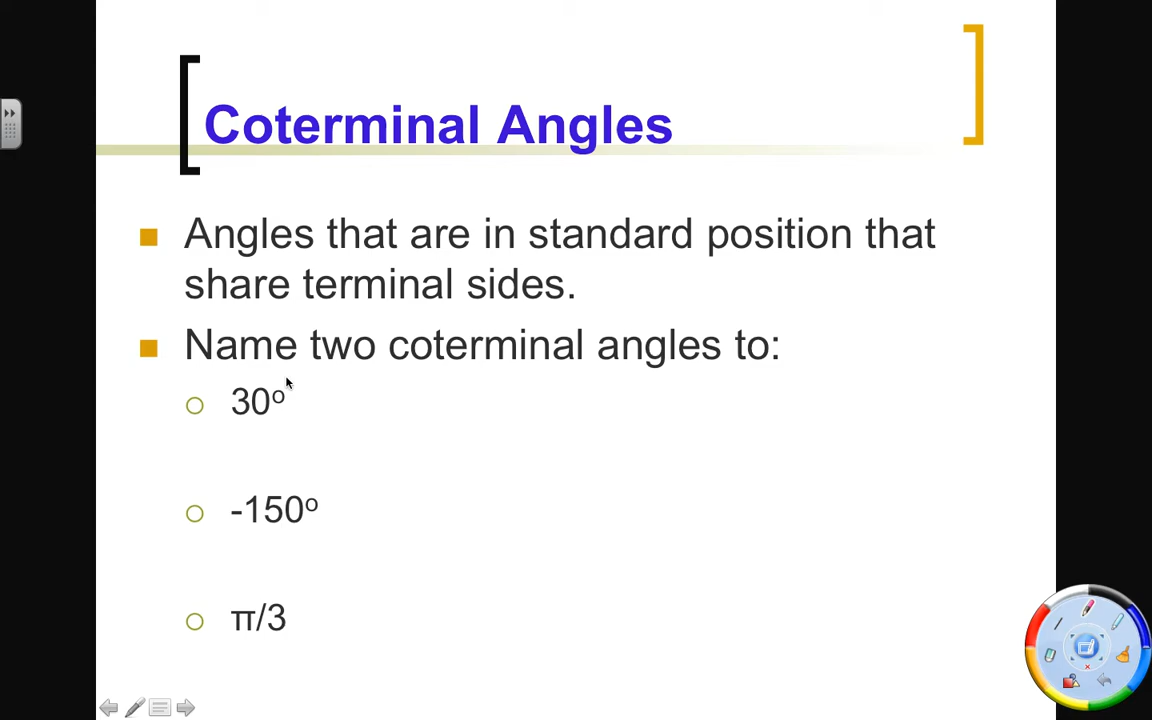 Coterminal Angles
Angles that are in standard position that
share terminal sides.
Name two coterminal angles to:
30º
-150º
π/3